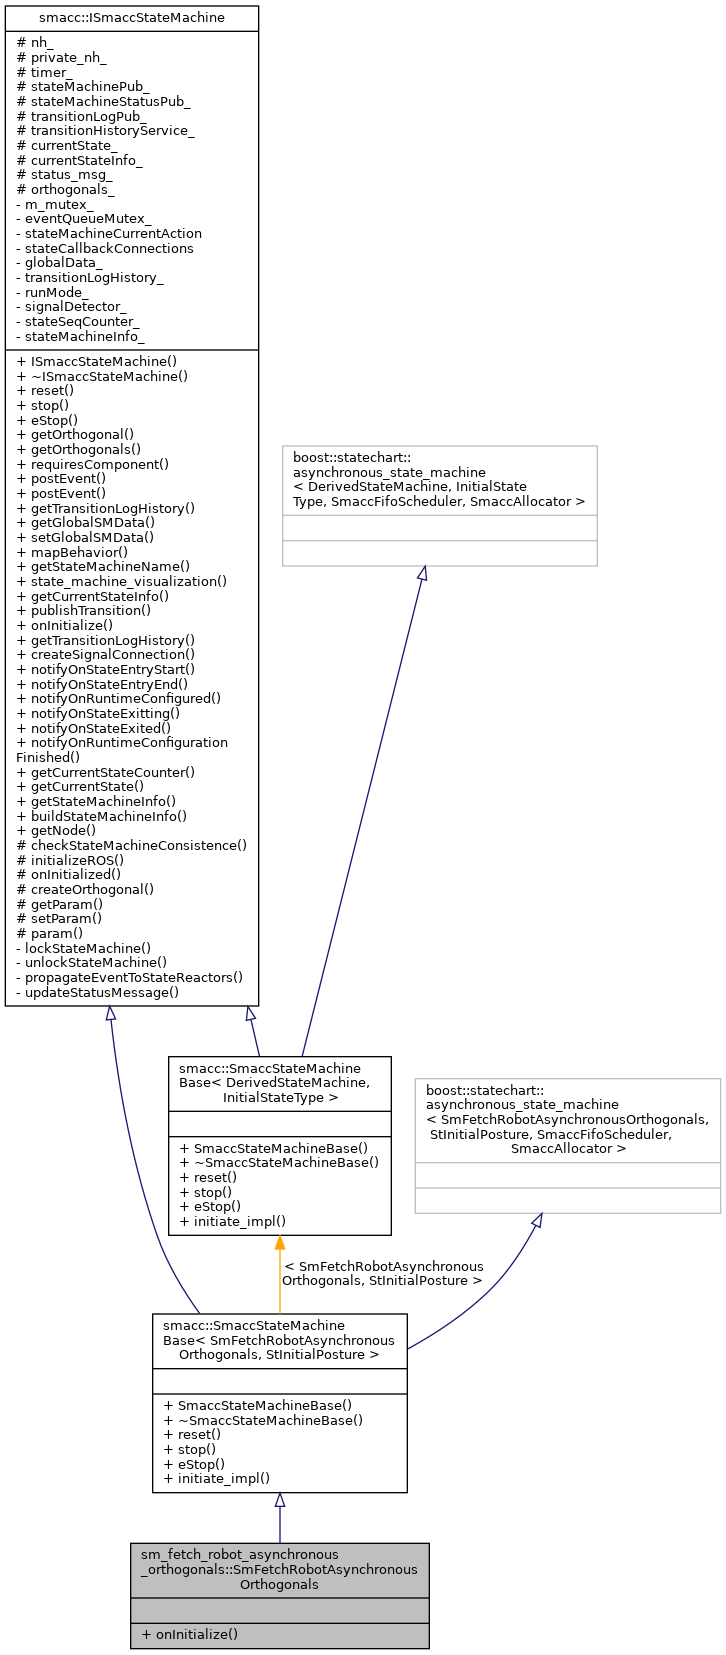 smacc::ISmaccStateMachine
# nh_
# private_nh_
# timer_
# stateMachinePub_
# stateMachineStatusPub_
# transitionLogPub_
# transitionHistoryService_
# currentState_
# currentStateInfo_
# status_msg_
# orthogonals_
- m_mutex_
- eventQueueMutex_
- stateMachineCurrentAction
- stateCallbackConnections
- globalData_
- transitionLogHistory_
- runMode_
- signalDetector_
- stateSeqCounter_
- stateMachineInfo_
+ ISmaccStateMachine()
+ ~ISmaccStateMachine()
+ reset()
+ stop()
+ eStop()
+ getOrthogonal()
+ getOrthogonals()
+ requiresComponent()
+ postEvent()
+ postEvent()
+ getTransitionLogHistory()
+ getGlobalSMData()
+ setGlobalSMData()
+ mapBehavior()
+ getStateMachineName()
+ state_machine_visualization()
+ getCurrentStateInfo()
+ publishTransition()
+ onInitialize()
+ getTransitionLogHistory()
+ createSignalConnection()
+ notifyOnStateEntryStart()
+ notifyOnStateEntryEnd()
+ notifyOnRuntimeConfigured()
+ notifyOnStateExitting()
+ notifyOnStateExited()
+ notifyOnRuntimeConfiguration
Finished()
+ getCurrentStateCounter()
+ getCurrentState()
+ getStateMachineInfo()
+ buildStateMachineInfo()
+ getNode()
# checkStateMachineConsistence()
# initializeROS()
# onInitialized()
# createOrthogonal()
# getParam()
# setParam()
# param()
- lockStateMachine()
- unlockStateMachine()
- propagateEventToStateReactors()
- updateStatusMessage()
boost::statechart::
asynchronous_state_machine
< DerivedStateMachine, InitialState
Type, SmaccFifoScheduler, SmaccAllocator >
smacc::SmaccStateMachine
Base< DerivedStateMachine,
InitialStateType >
+ SmaccStateMachineBase()
+ ~SmaccStateMachineBase()
+ reset()
+ stop()
+ eStop()
+ initiate_impl()
boost::statechart::
asynchronous_state_machine
< SmFetchRobotAsynchronousOrthogonals,
StInitialPosture, SmaccFifoScheduler,
SmaccAllocator >
< SmFetchRobotAsynchronous
Orthogonals, StInitialPosture >
smacc::SmaccStateMachine
Base< SmFetchRobotAsynchronous
Orthogonals, StInitialPosture >
+ SmaccStateMachineBase()
+ ~SmaccStateMachineBase()
+ reset()
+ stop()
+ eStop()
+ initiate_impl()
sm_fetch_robot_asynchronous
_orthogonals::SmFetchRobotAsynchronous
Orthogonals
+ onInitialize()